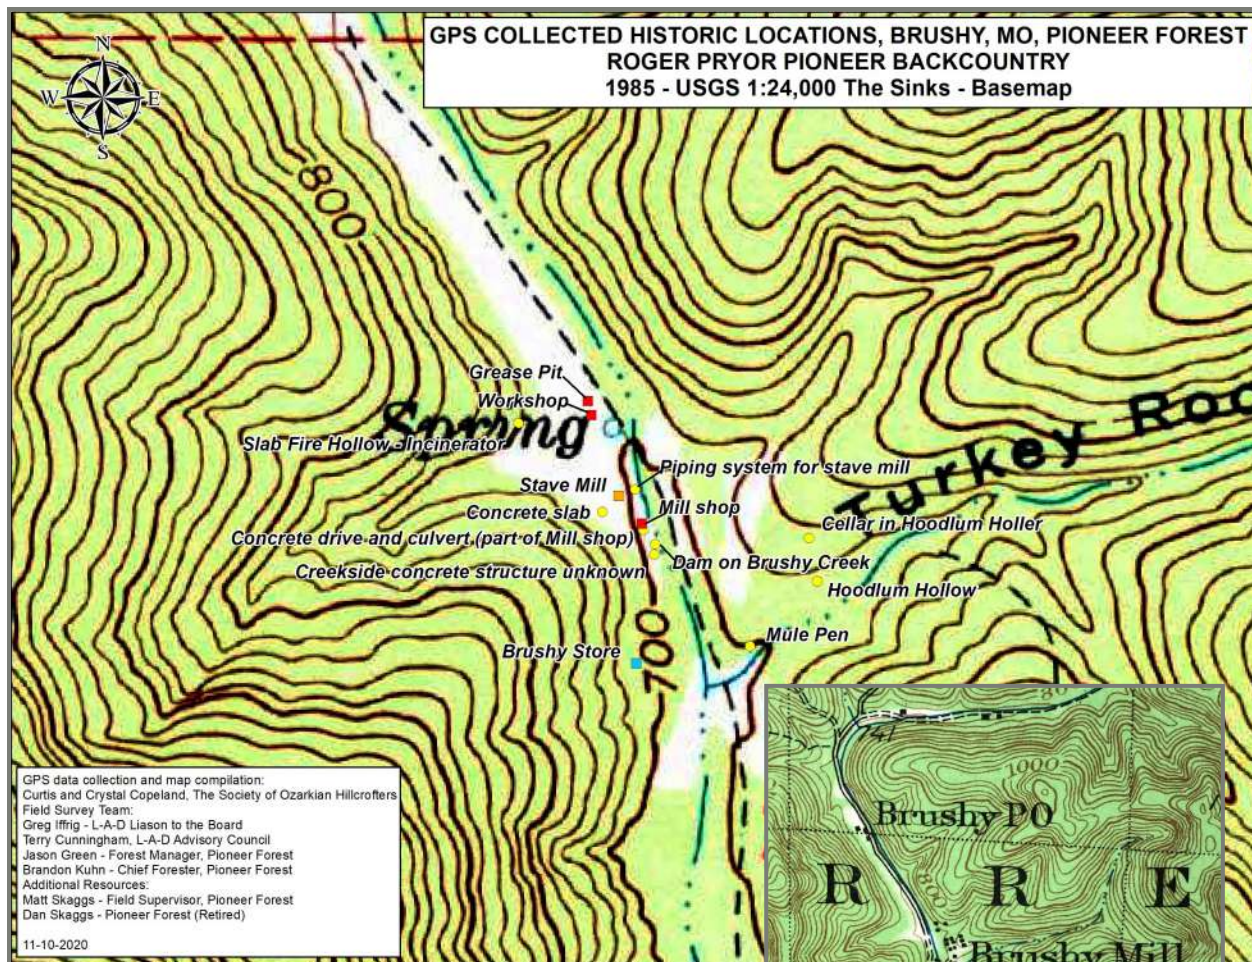 GPS COLLECTED HISTORIC LOCATIONS, BRUSHY, MO, PIONEER FOREST
ROGER PRYOR PIONEER BACKCOUNTRY
1985 - USGS 1:24,000 The Sinks - Basemap
N
W E
S
800
Grease Pit
Workshop
Spring
Slab Fire Hollow - Incinerator
Turkey Roo
Piping system for stave mill
Stave Mill
Mill shop
Concrete slab
Cellar in Hoodlum Holler
Concrete drive and culvert (part of Mill shop)
Dam on Brushy Creek
Creekside concrete structure unknown
Hoodlum Hollow
Mule Pen
Brushy Store
700
GPS data collection and map compilation:
Curtis and Crystal Copeland, The Society of Ozarkian Hillcrofters
Field Survey Team:
Greg Iffrig - L-A-D Liason to the Board
Terry Cunningham, L-A-D Advisory Council
Jason Green - Forest Manager, Pioneer Forest
Brandon Kuhn - Chief Forester, Pioneer Forest
Additional Resources:
Matt Skaggs - Field Supervisor, Pioneer Forest
Dan Skaggs - Pioneer Forest (Retired)
11-10-2020
741
1000
Brushy PO
800
R R E
Brushy Mill